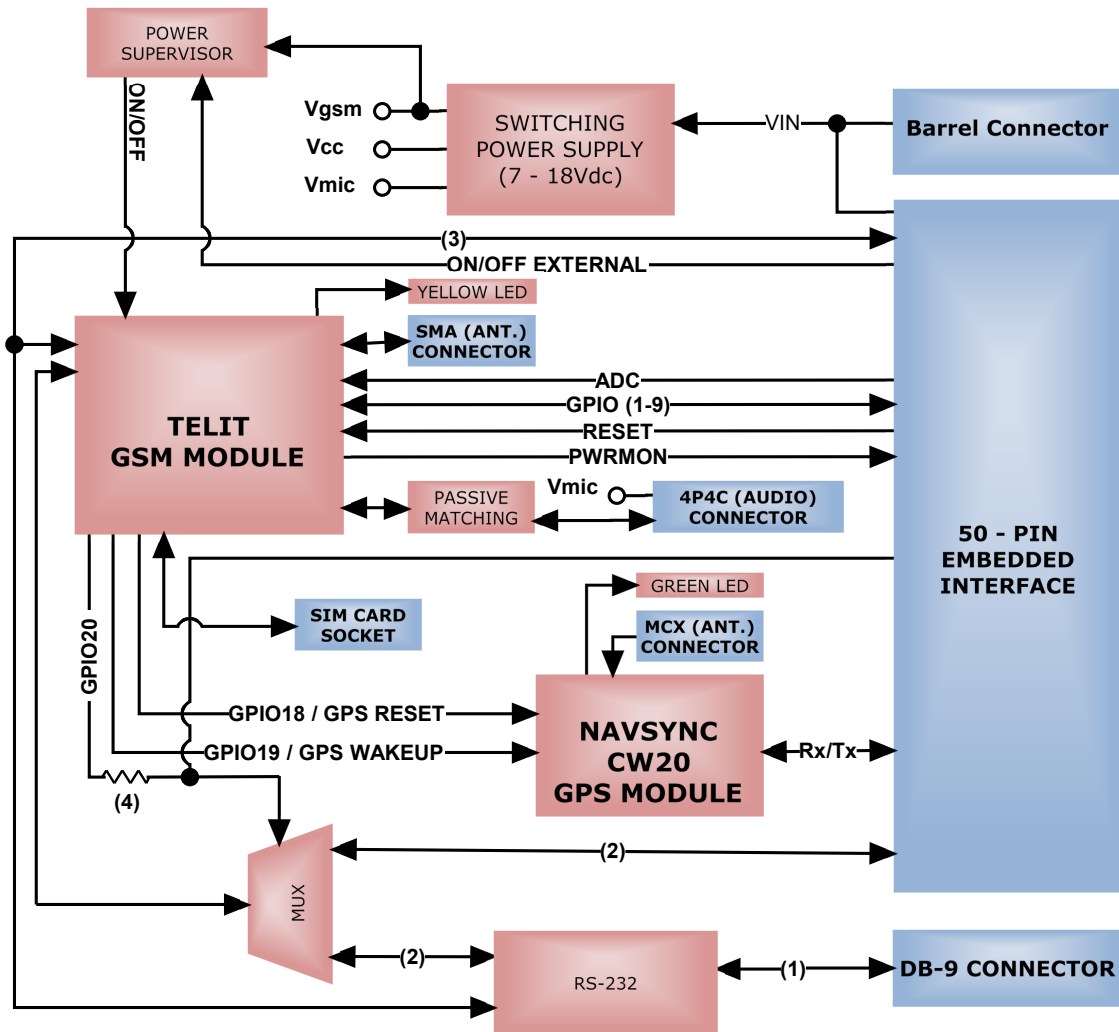 POWER
SUPERVISOR
ON/OFF
Vgsm
Vcc
Vmic
SWITCHING
POWER SUPPLY
(7 - 18Vdc)
VIN
Barrel Connector
(3)
ON/OFF EXTERNAL
YELLOW LED
SMA (ANT.)
CONNECTOR
TELIT
GSM MODULE
ADC
GPIO (1-9)
RESET
PWRMON
PASSIVE
MATCHING
Vmic
4P4C (AUDIO)
CONNECTOR
50 - PIN
EMBEDDED
INTERFACE
GREEN LED
SIM CARD
SOCKET
MCX (ANT.)
CONNECTOR
GPIO20
GPIO18 / GPS RESET
GPIO19 / GPS WAKEUP
NAVSYNC
CW20
GPS MODULE
Rx/Tx
(4)
(2)
MUX
(2)
RS-232
(1)
DB-9 CONNECTOR